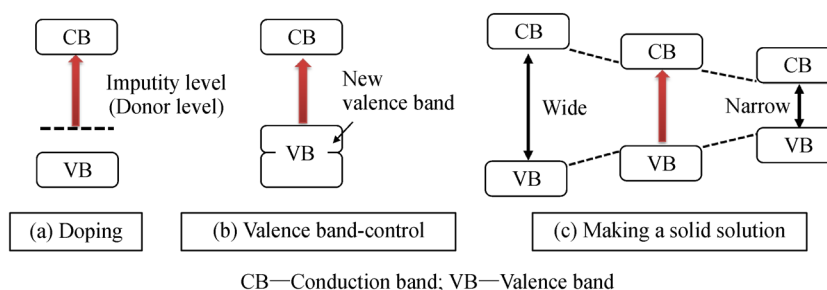 CB
Imputity level
(Donor level)
VB
(a) Doping
CB
New
valence band
VB
(b) Valence band-control
CB
Wide
VB
CB
VB
CB
Narrow
VB
(c) Making a solid solution
CB—Conduction band; VB—Valence band